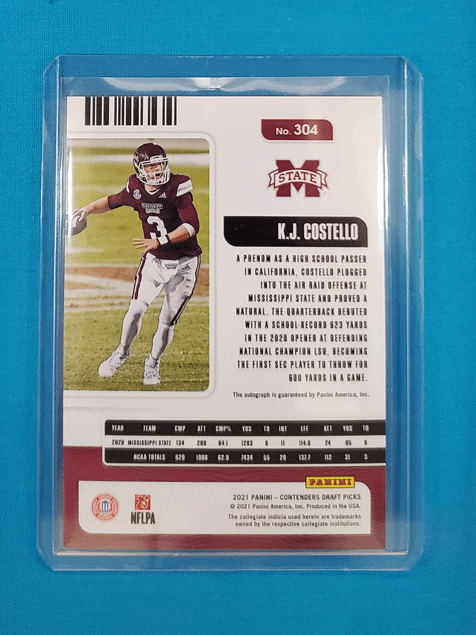 No. 304
M
STATE
K.J. COSTELLO
A PHENOM AS A HIGH SCHOOL PASSER
IN CALIFORNIA, COSTELLO PLUGGED
INTO THE AIR RAID OFFENSE AT
MISSISSIPPI STATE AND PROVED A
NATURAL. THE QUARTERBACK DEBUTED
WITH A SCHOOL-RECORD 623 YARDS
IN THE 2020 OPENER AT DEFENDING
NATIONAL CHAMPION LSU, BECOMING
THE FIRST SEC PLAYER TO THROW FOR
600 YARDS IN A GAME.
The autograph is guaranteed by Panini America, Inc.
YEAR TEAM CMP ATT CMP% YDS TD INT EFF ATT YDS TD
2020 MISSISSIPPI STATE 134 209 64.1 1283 6 11 114.6 24 -65 0
NCAA TOTALS 629 1000 62.9 7434 55 29 137.7 112 31 3
PANINI
NFLPA
2021 PANINI – CONTENDERS DRAFT PICKS
© 2021 Panini America, Inc. Produced in the USA.
The collegiate indicia used herein are trademarks
owned by the respective collegiate institutions.
3